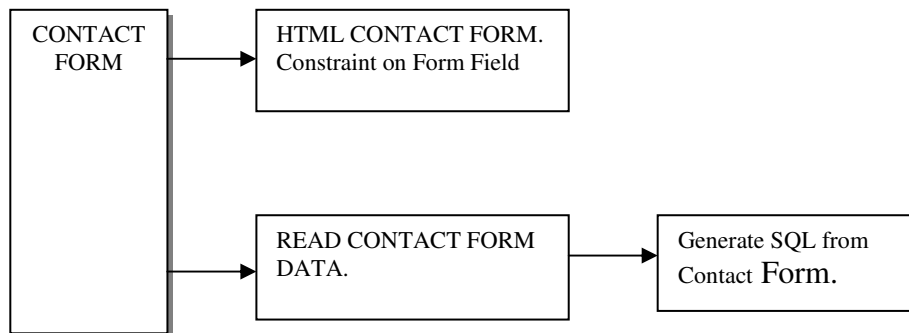 CONTACT
FORM
HTML CONTACT FORM.
Constraint on Form Field
READ CONTACT FORM
DATA.
Generate SQL from
Contact Form.